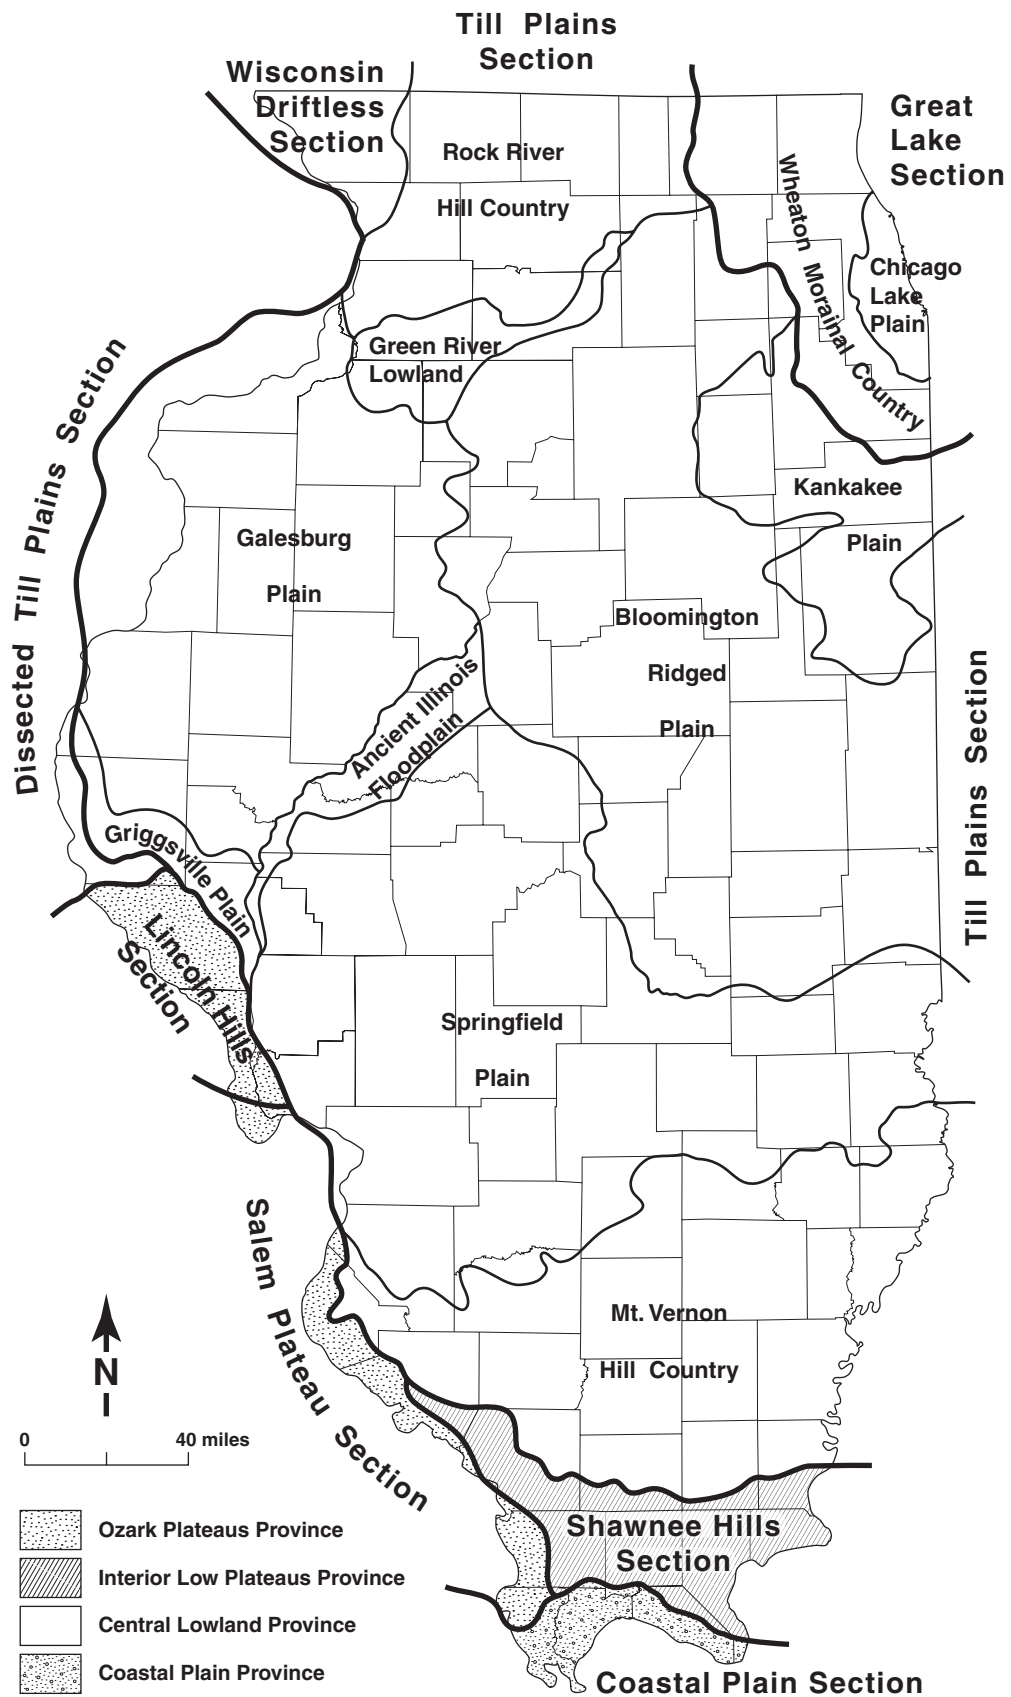 Till Plains
Section
Wisconsin
Driftless
Section
Great
Lake
Section
Rock River
Hill Country
Wheaton Morainal Country
Chicago
Lake
Plain
Green River
Lowland
Dissected Till Plains Section
Kankakee
Plain
Galesburg
Plain
Bloomington
Ridged
Plain
Ancient Illinois
Floodplain
Till Plains Section
Griggsville Plain
Lincoln Hills
Section
Springfield
Plain
Salem Plateau Section
Mt. Vernon
Hill Country
N
0 40 miles
Shawnee Hills
Section
Ozark Plateaus Province
Interior Low Plateaus Province
Central Lowland Province
Coastal Plain Province
Coastal Plain Section